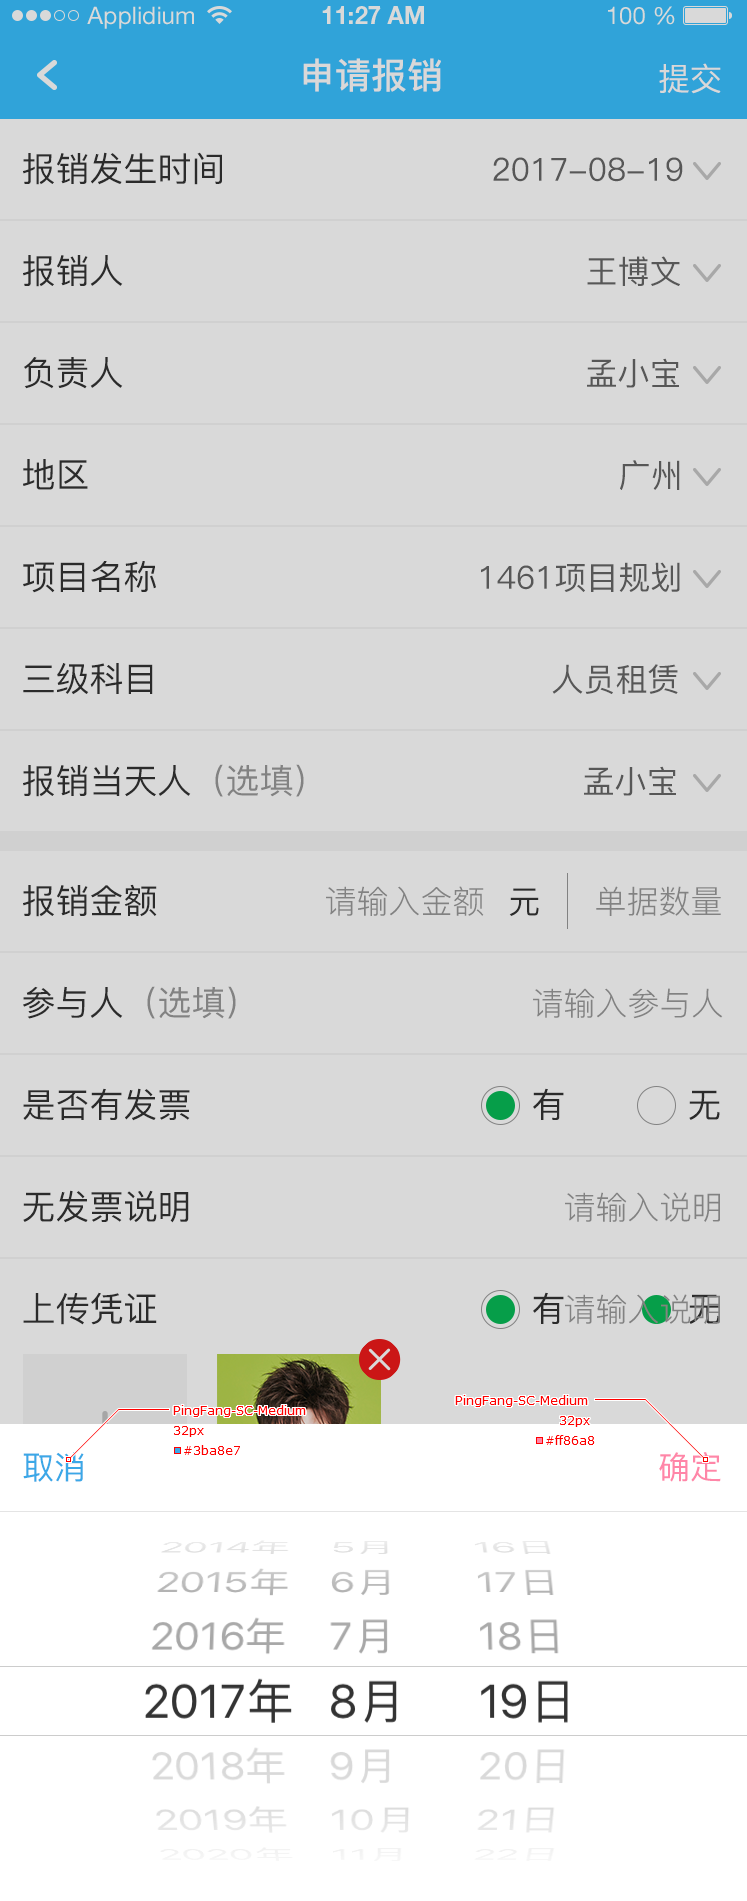 Applidium 11:27 AM 100 %
申请报销 提交
报销发生时间 2017-08-19
报销人 王博文
负责人 孟小宝
地区 广州
项目名称 1461项目规划
三级科目 人员租赁
报销当天人（选填） 孟小宝
报销金额 请输入金额 元 单据数量
参与人（选填） 请输入参与人
是否有发票 有 无
无发票说明 请输入说明
上传凭证 有 请输入说明 无
PingFang-SC-Medium
32px
#3ba8e7
PingFang-SC-Medium
32px
#ff86a8
取消 确定
2014年 5月 16日
2015年 6月 17日
2016年 7月 18日
2017年 8月 19日
2018年 9月 20日
2019年 10月 21日
2020年 11月 22日